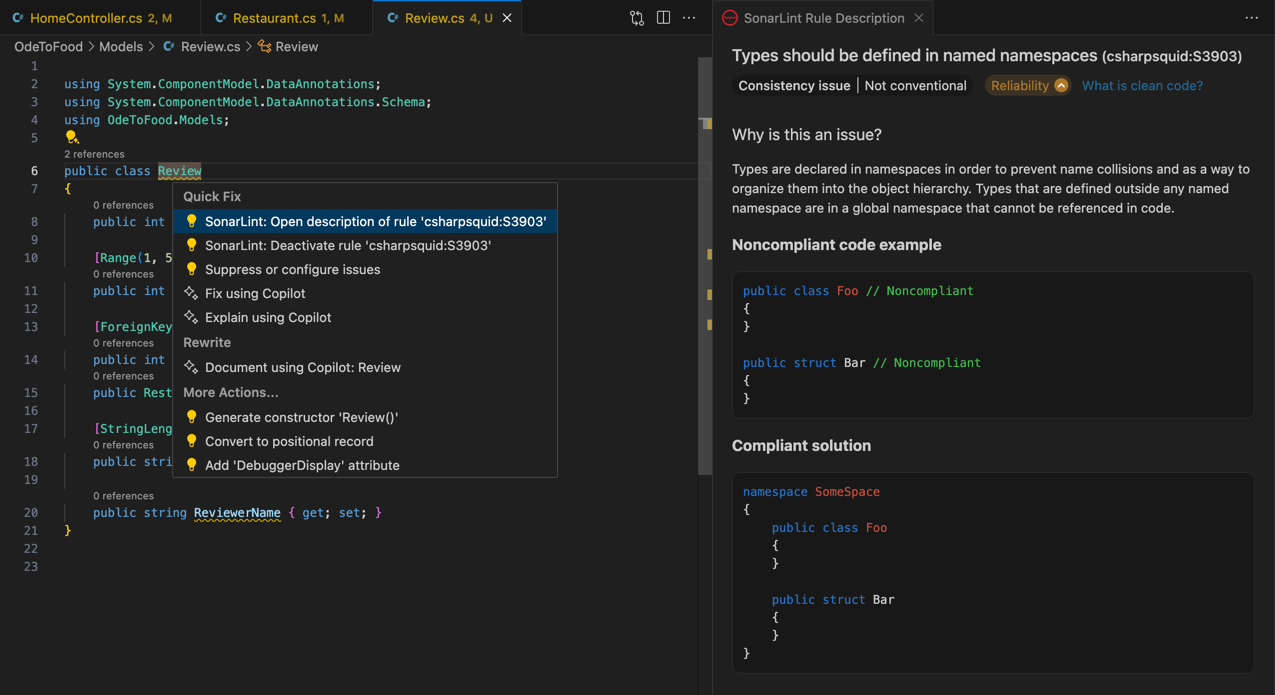 HomeController.cs 2, M
Restaurant.cs 1, M
Review.cs 4, U
OdeToFood > Models > Review.cs > Review
1
2 using System.ComponentModel.DataAnnotations;
3 using System.ComponentModel.DataAnnotations.Schema;
4 using OdeToFood.Models;
5
2 references
6 public class Review
7 {
0 references
8 public int
9
10 [Range(1, 5
0 references
11 public int
12
13 [ForeignKey
0 references
14 public int
0 references
15 public Rest
16
17 [StringLeng
0 references
18 public stri
19
0 references
20 public string ReviewerName { get; set; }
21 }
22
23
Quick Fix
SonarLint: Open description of rule 'csharpsquid:S3903'
SonarLint: Deactivate rule 'csharpsquid:S3903'
Suppress or configure issues
Fix using Copilot
Explain using Copilot
Rewrite
Document using Copilot: Review
More Actions...
Generate constructor 'Review()'
Convert to positional record
Add 'DebuggerDisplay' attribute
SonarLint Rule Description
Types should be defined in named namespaces (csharpsquid:S3903)
Consistency issue | Not conventional Reliability What is clean code?
Why is this an issue?
Types are declared in namespaces in order to prevent name collisions and as a way to
organize them into the object hierarchy. Types that are defined outside any named
namespace are in a global namespace that cannot be referenced in code.
Noncompliant code example
public class Foo // Noncompliant
{
}
public struct Bar // Noncompliant
{
}
Compliant solution
namespace SomeSpace
{
public class Foo
{
}
public struct Bar
{
}
}